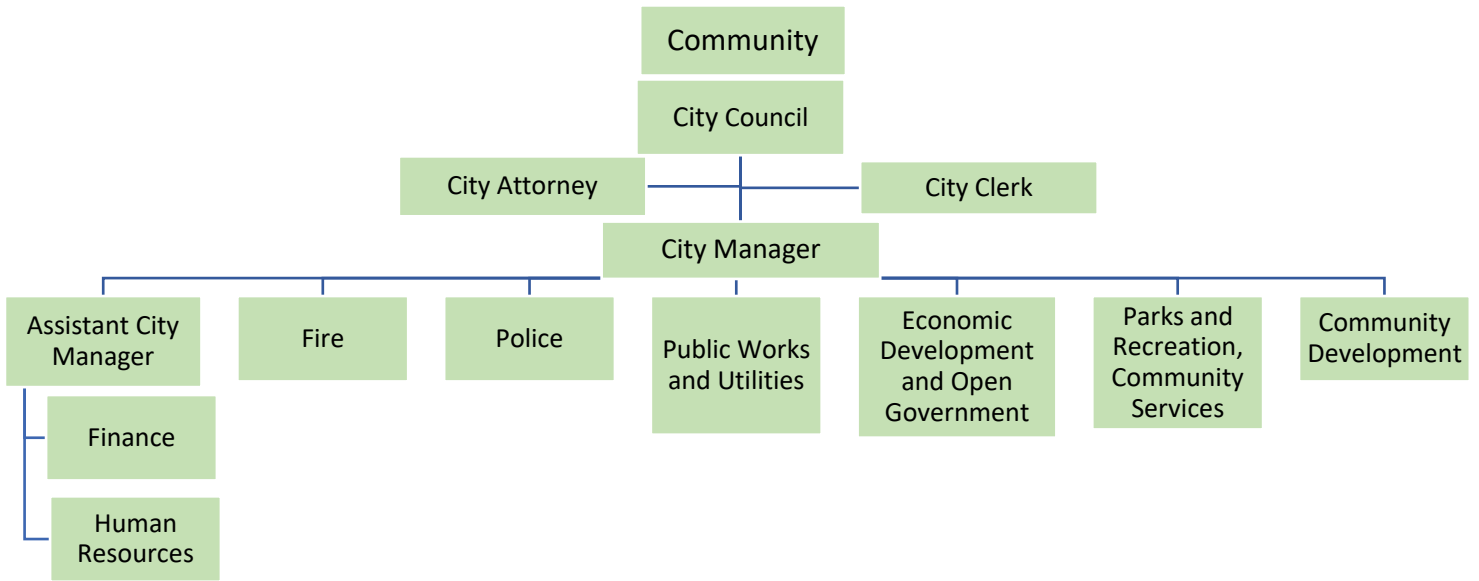 Community
City Council
City Attorney
City Clerk
City Manager
Assistant City
Manager
Fire
Police
Public Works
and Utilities
Economic
Development
and Open
Government
Parks and
Recreation,
Community
Services
Community
Development
Finance
Human
Resources